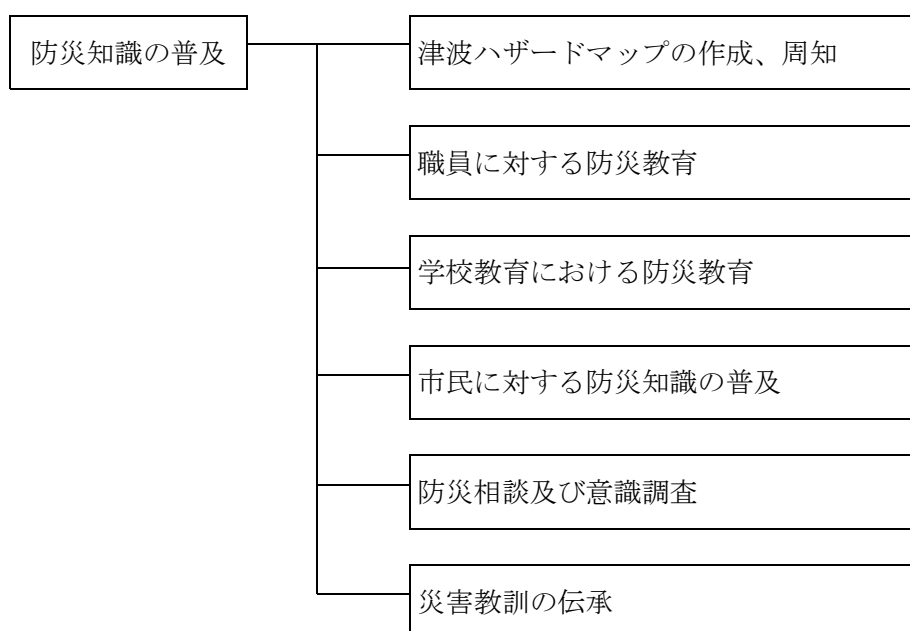 防災知識の普及
津波ハザードマップの作成、周知
職員に対する防災教育
学校教育における防災教育
市民に対する防災知識の普及
防災相談及び意識調査
災害教訓の伝承